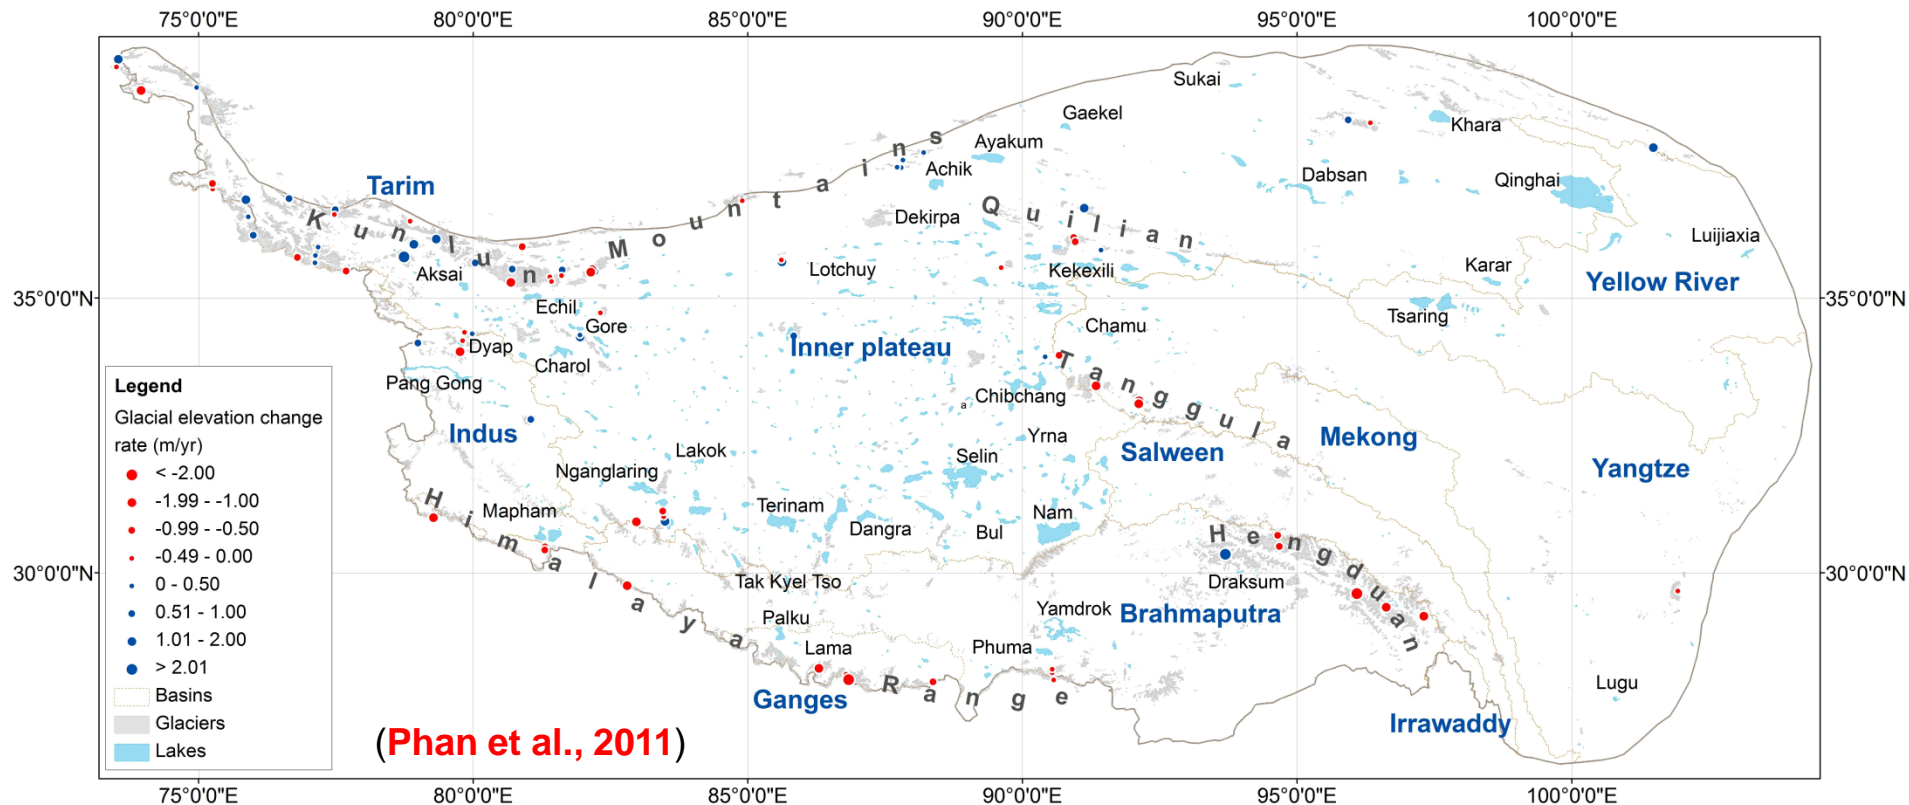 75°0'0"E 80°0'0"E 85°0'0"E 90°0'0"E 95°0'0"E 100°0'0"E
Sukai
Gaekel
Khara
Ayakum
Achik
Dabsan
Qinghai
Tarim
Kunlun Mountains
Dekirpa
Quilian
Luijiaxia
Aksai
Lotchuy
Kekexili
Karar
Yellow River
35°0'0"N 35°0'0"N
Echil
Gore
Tsaring
Chamu
Dyap
Inner plateau
Charol
Pang Gong
Tanggula
Chibchang
a
Indus
Yrna
Mekong
Lakok
Salween
Selin
Nganglaring
Yangtze
Himalaya Range
Mapham
Terinam
Dangra
Bul
Nam
Hengduan
30°0'0"N 30°0'0"N
Tak Kyel Tso
Draksum
Palku
Yamdrok
Brahmaputra
Lama
Phuma
Ganges
Lugu
Irrawaddy
Legend
Glacial elevation change
rate (m/yr)
< -2.00
-1.99 - -1.00
-0.99 - -0.50
-0.49 - 0.00
0 - 0.50
0.51 - 1.00
1.01 - 2.00
> 2.01
Basins
Glaciers
Lakes
(Phan et al., 2011)
75°0'0"E 80°0'0"E 85°0'0"E 90°0'0"E 95°0'0"E 100°0'0"E